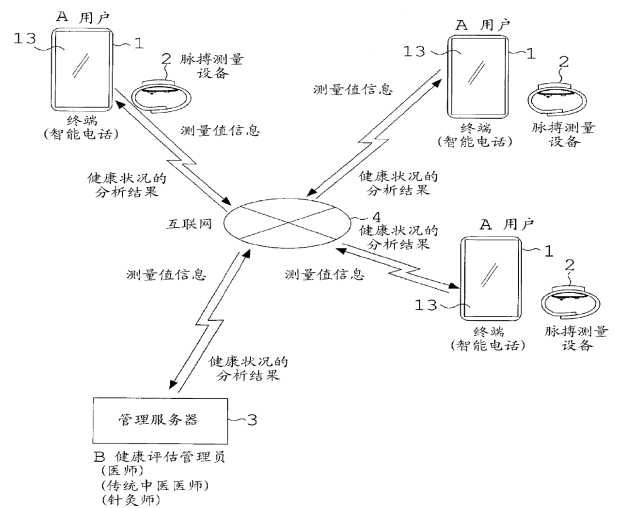 A 用户
13
1
2 脉搏测量
设备
终端
(智能电话)
测量值信息
健康状况的
分析结果
A 用户
13
1
2
测量值信息
终端
(智能电话)
脉搏测量
设备
健康状况的
分析结果
互联网
4
健康状况的
分析结果
A 用户
1
2
13
测量值信息
测量值信息
终端
(智能电话)
脉搏测量
设备
健康状况的
分析结果
管理服务器
3
B 健康评估管理员
(医师)
(传统中医医师)
(针灸师)